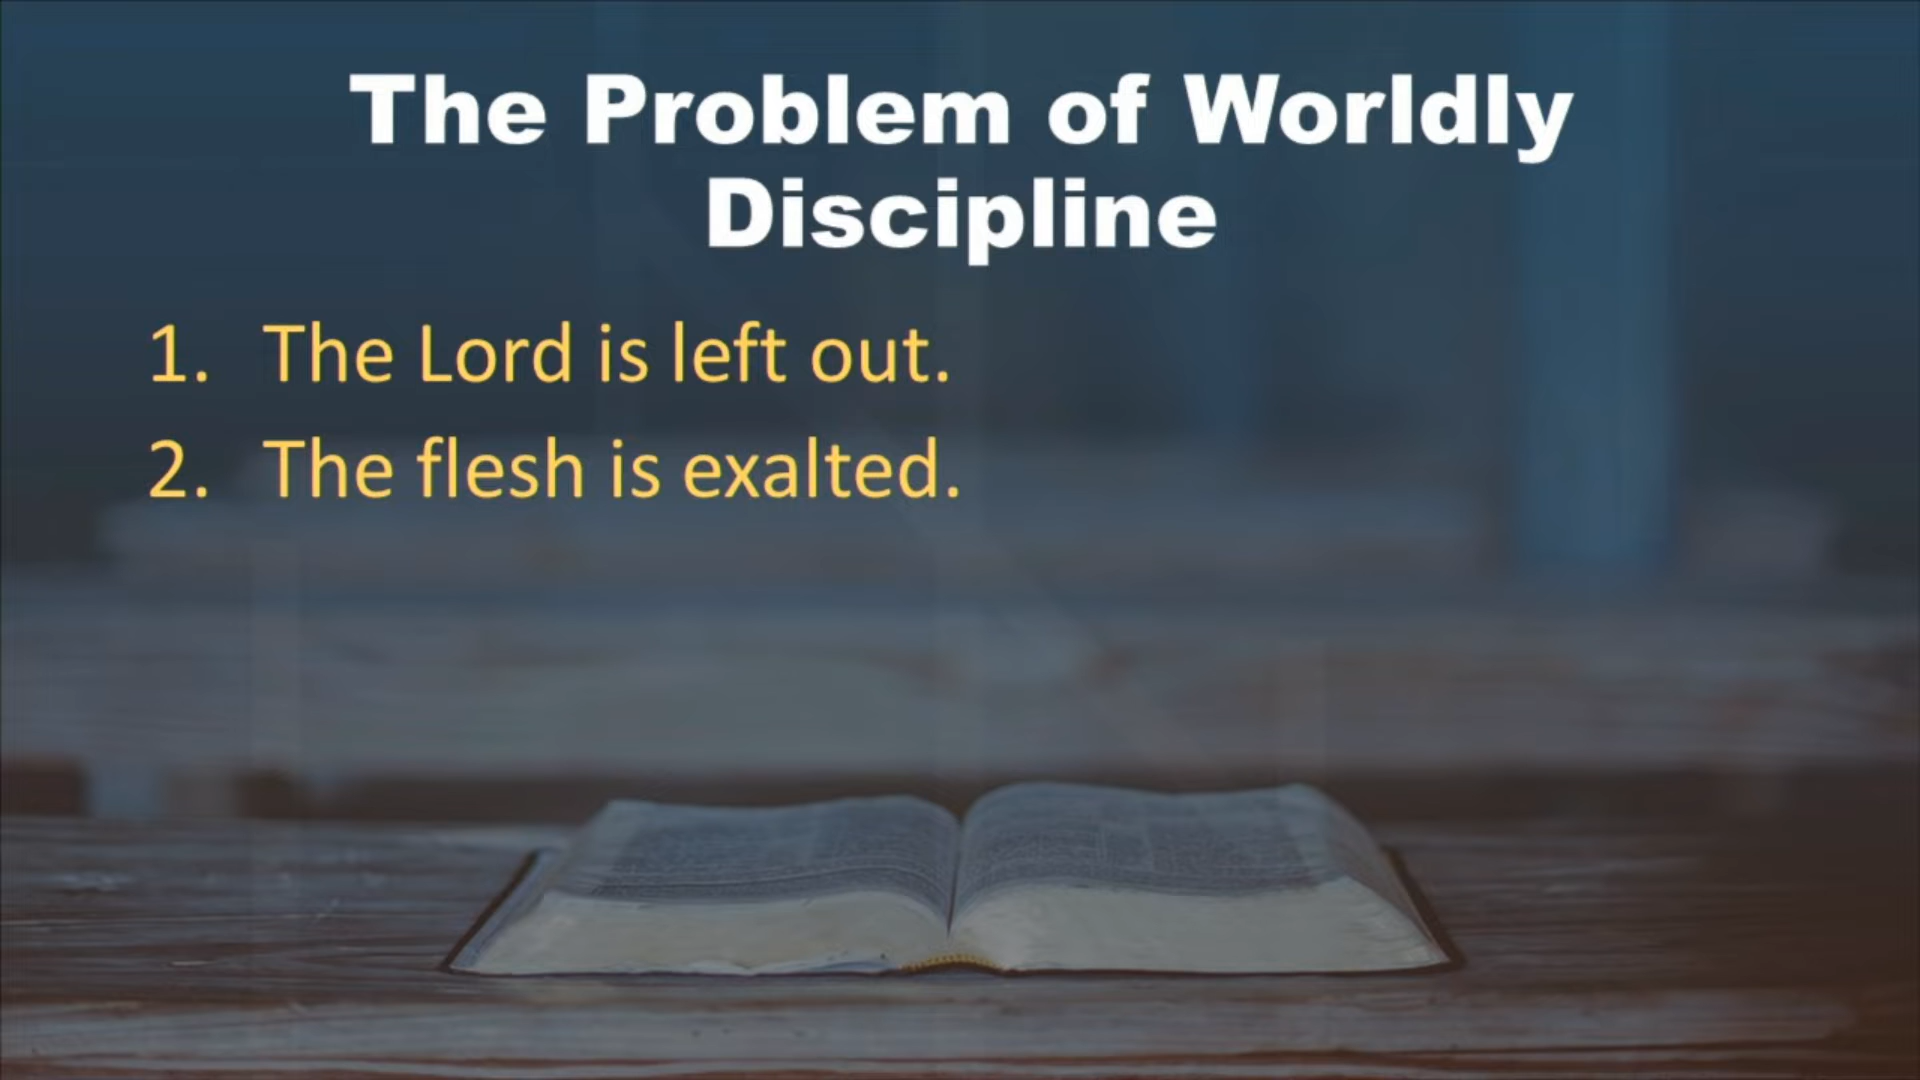 The Problem of Worldly
Discipline
1. The Lord is left out.
2. The flesh is exalted.